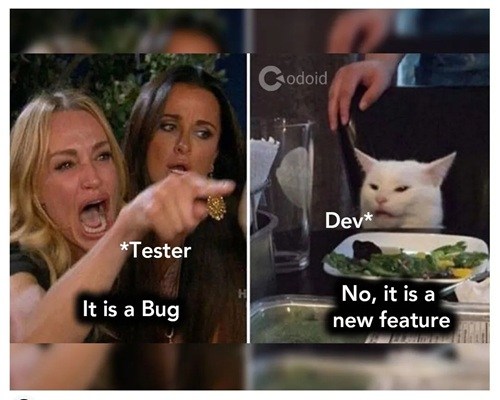 Codoid
Dev*
*Tester
It is a Bug
No, it is a
new feature